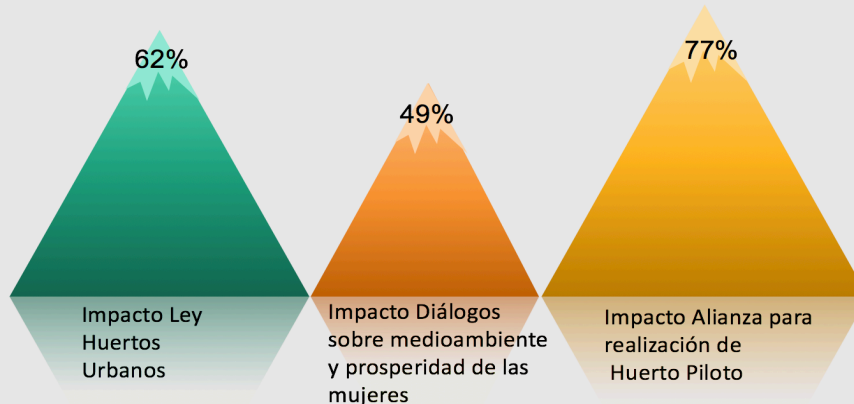 62%
49%
77%
Impacto Ley
Huertos
Urbanos
Impacto Diálogos
sobre medioambiente
y prosperidad de las
mujeres
Impacto Alianza para
realización de
Huerto Piloto